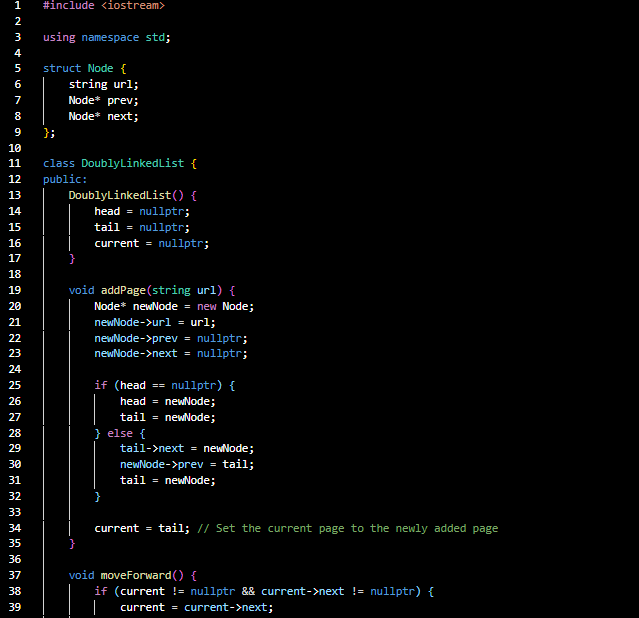 1 #include <iostream>
2
3 using namespace std;
4
5 struct Node {
6 string url;
7 Node* prev;
8 Node* next;
9 };
10
11 class DoublyLinkedList {
12 public:
13 DoublyLinkedList() {
14 head = nullptr;
15 tail = nullptr;
16 current = nullptr;
17 }
18
19 void addPage(string url) {
20 Node* newNode = new Node;
21 newNode->url = url;
22 newNode->prev = nullptr;
23 newNode->next = nullptr;
24
25 if (head == nullptr) {
26 head = newNode;
27 tail = newNode;
28 } else {
29 tail->next = newNode;
30 newNode->prev = tail;
31 tail = newNode;
32 }
33
34 current = tail; // Set the current page to the newly added page
35 }
36
37 void moveForward() {
38 if (current != nullptr && current->next != nullptr) {
39 current = current->next;